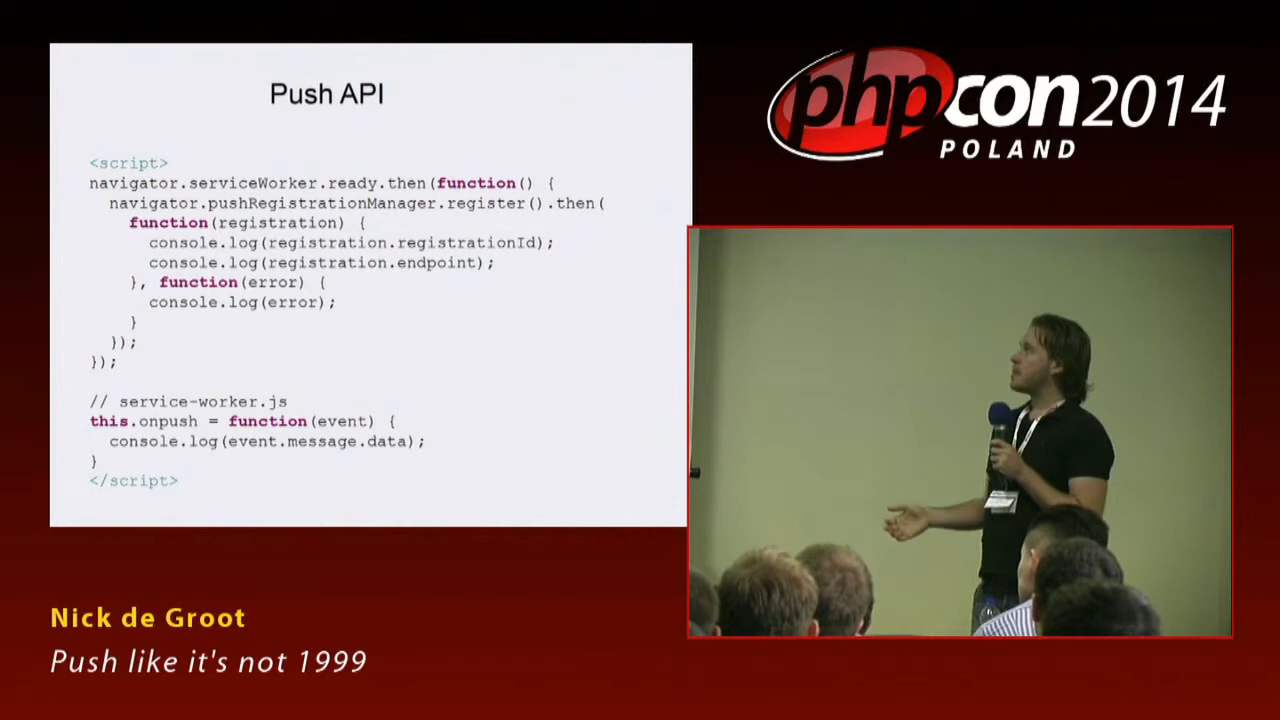 Push API
<script>
navigator.serviceWorker.ready.then(function() {
  navigator.pushRegistrationManager.register().then(
    function(registration) {
      console.log(registration.registrationId);
      console.log(registration.endpoint);
    }, function(error) {
      console.log(error);
    }
  });
});
// service-worker.js
this.onpush = function(event) {
  console.log(event.message.data);
}
</script>
phpcon2014
POLAND
Nick de Groot
Push like it's not 1999